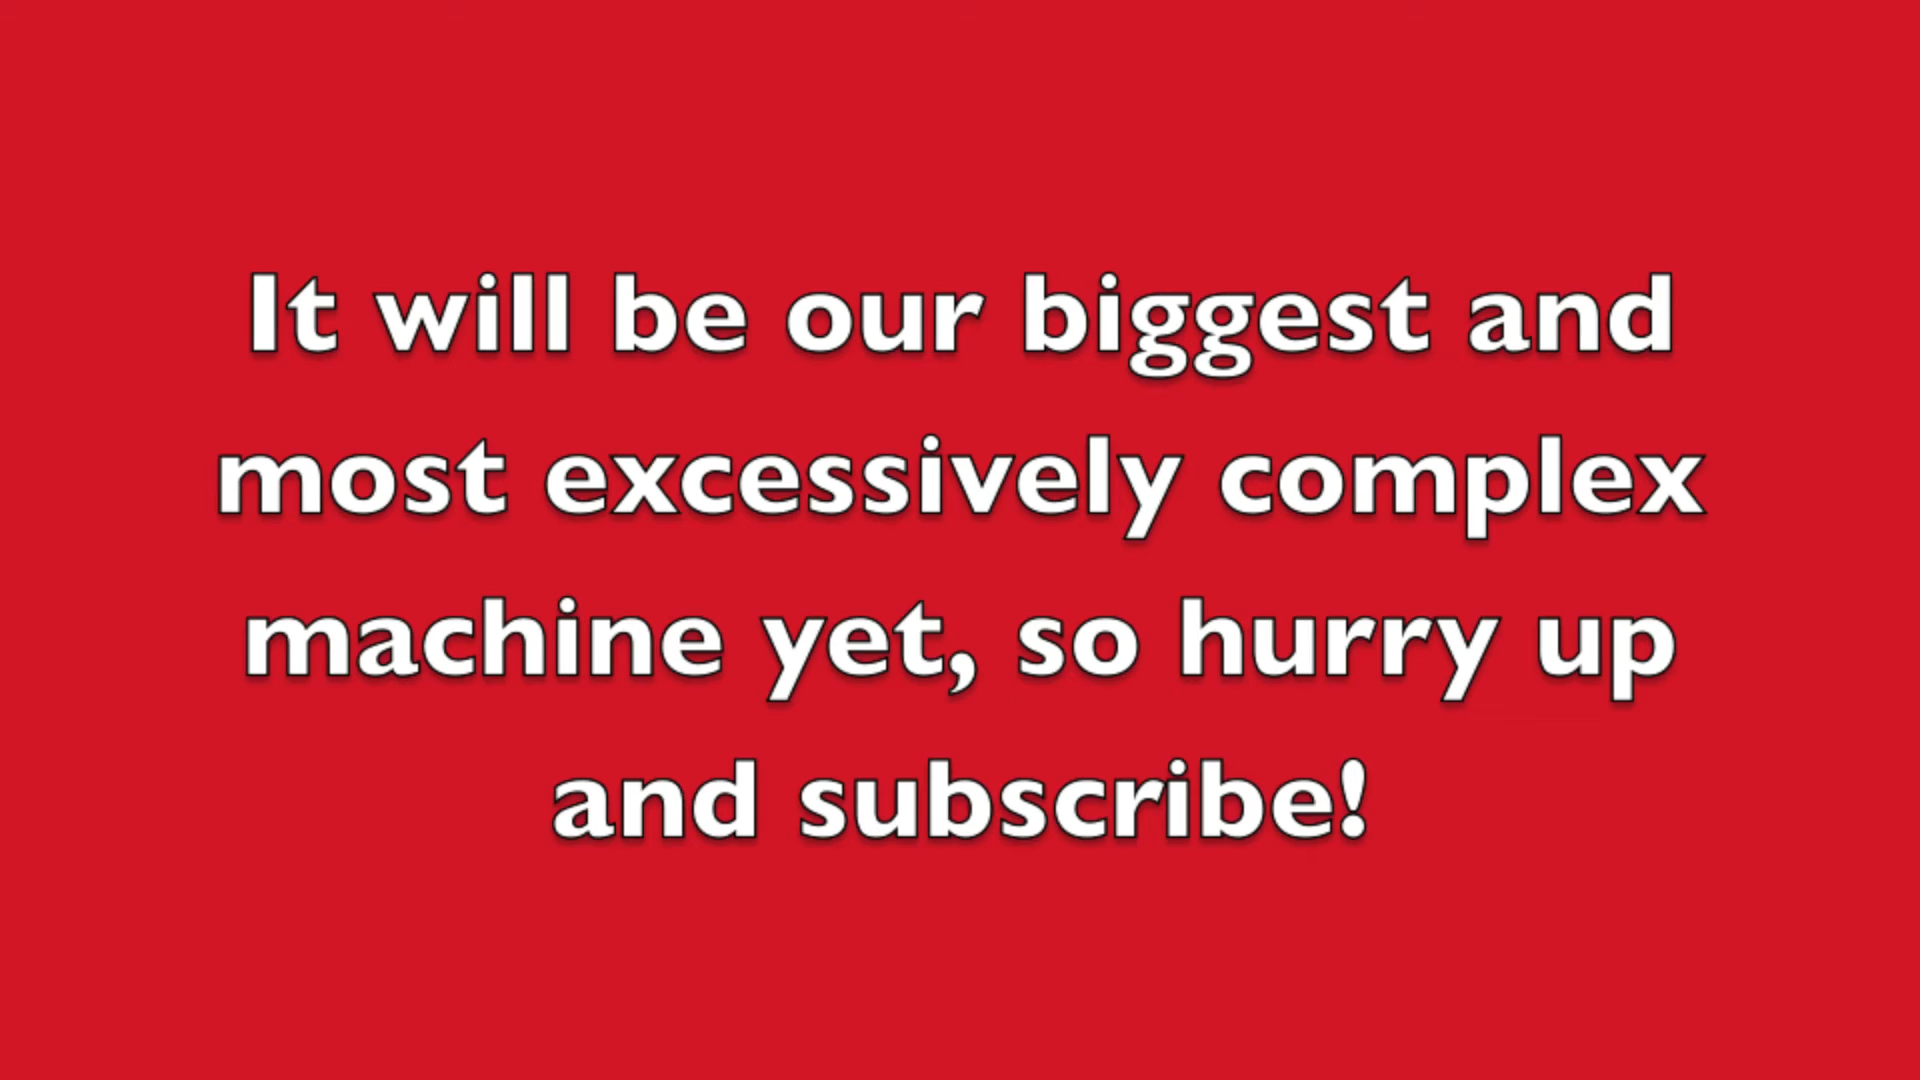 It will be our biggest and
most excessively complex
machine yet, so hurry up
and subscribe!